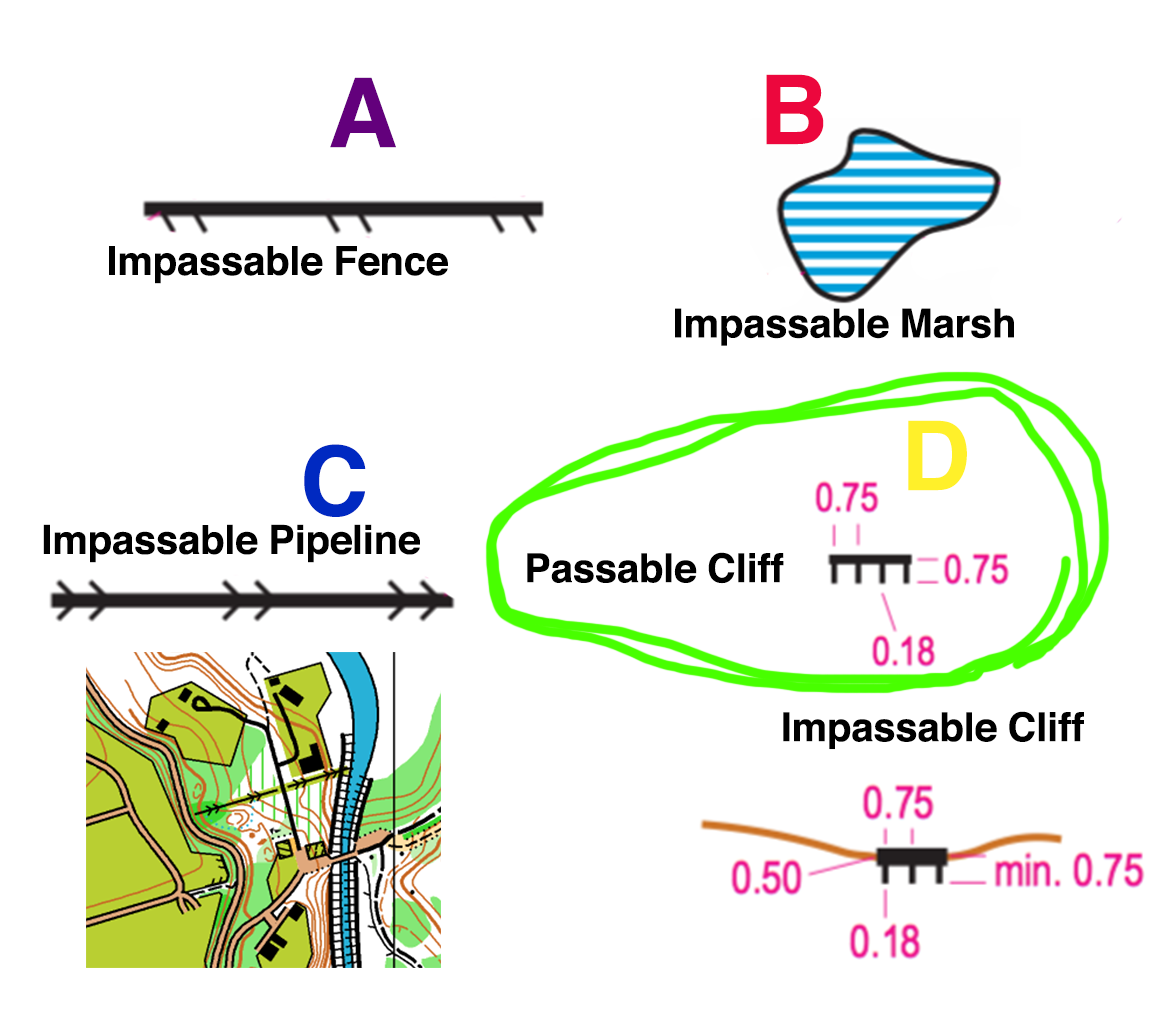 A
B
Impassable Fence
Impassable Marsh
C
D
Impassable Pipeline
0.75
Passable Cliff
0.75
0.18
Impassable Cliff
0.75
0.50
min. 0.75
0.18